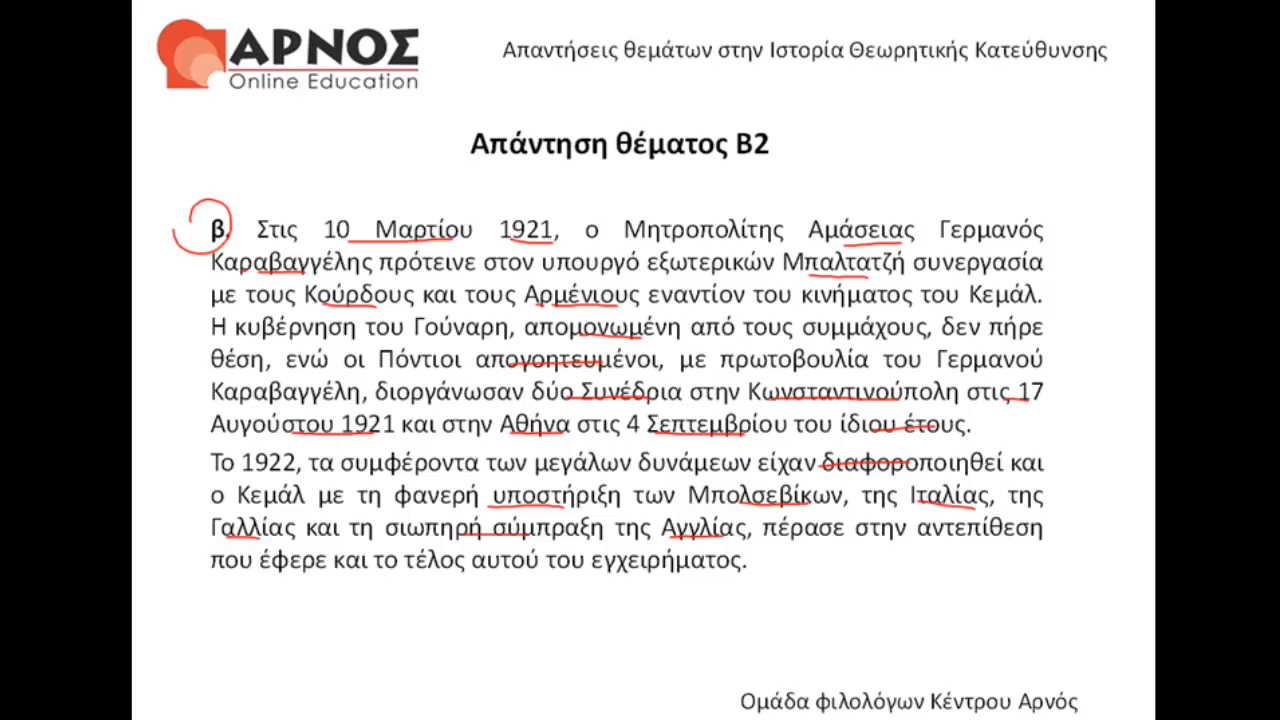 ΑΡΝΟΣ
Online Education
Απαντήσεις θεμάτων στην Ιστορία Θεωρητικής Κατεύθυνσης
Απάντηση θέματος Β2
β. Στις 10 Μαρτίου 1921, ο Μητροπολίτης Αμάσειας Γερμανός
Καραβαγγέλης πρότεινε στον υπουργό εξωτερικών Μπαλτατζή συνεργασία
με τους Κούρδους και τους Αρμένιους εναντίον του κινήματος του Κεμάλ.
Η κυβέρνηση του Γούναρη, απομονωμένη από τους συμμάχους, δεν πήρε
θέση, ενώ οι Πόντιοι απογοητευμένοι, με πρωτοβουλία του Γερμανού
Καραβαγγέλη, διοργάνωσαν δύο Συνέδρια στην Κωνσταντινούπολη στις 17
Αυγούστου 1921 και στην Αθήνα στις 4 Σεπτεμβρίου του ίδιου έτους.
Το 1922, τα συμφέροντα των μεγάλων δυνάμεων είχαν διαφοροποιηθεί και
ο Κεμάλ με τη φανερή υποστήριξη των Μπολσεβίκων, της Ιταλίας, της
Γαλλίας και τη σιωπηρή σύμπραξη της Αγγλίας, πέρασε στην αντεπίθεση
που έφερε και το τέλος αυτού του εγχειρήματος.
Ομάδα φιλολόγων Κέντρου Αρνός